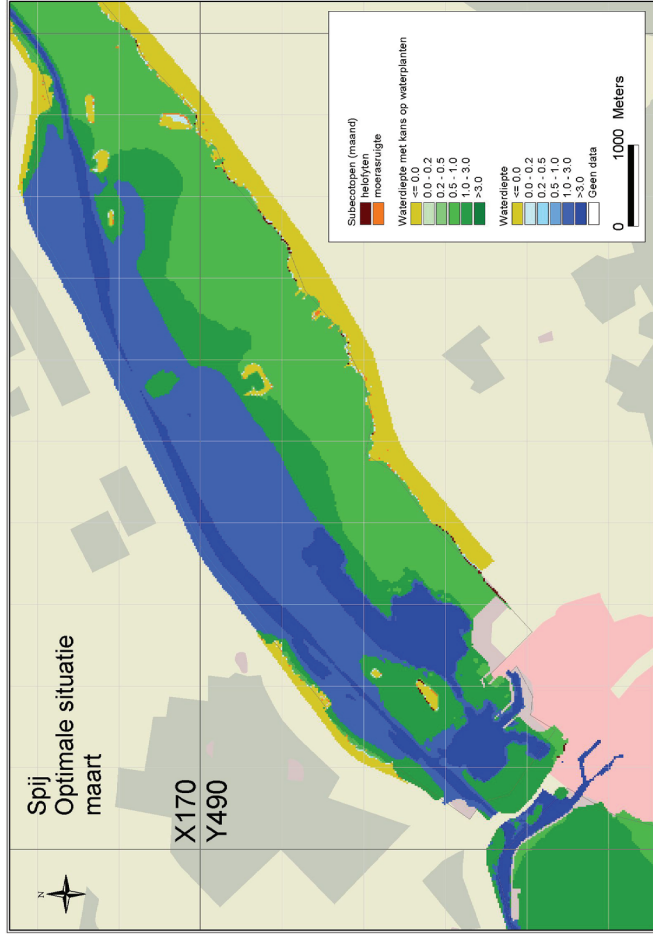 Spij
Optimale situatie
maart
X170
Y490
N
Subecotopen (maand)
helofyten
moerasruigte
Waterdiepte met kans op waterplanten
<= 0.0
0.0 - 0.2
0.2 - 0.5
0.5 - 1.0
1.0 - 3.0
>3.0
Waterdiepte
<= 0.0
0.0 - 0.2
0.2 - 0.5
0.5 - 1.0
1.0 - 3.0
>3.0
Geen data
0 1000 Meters